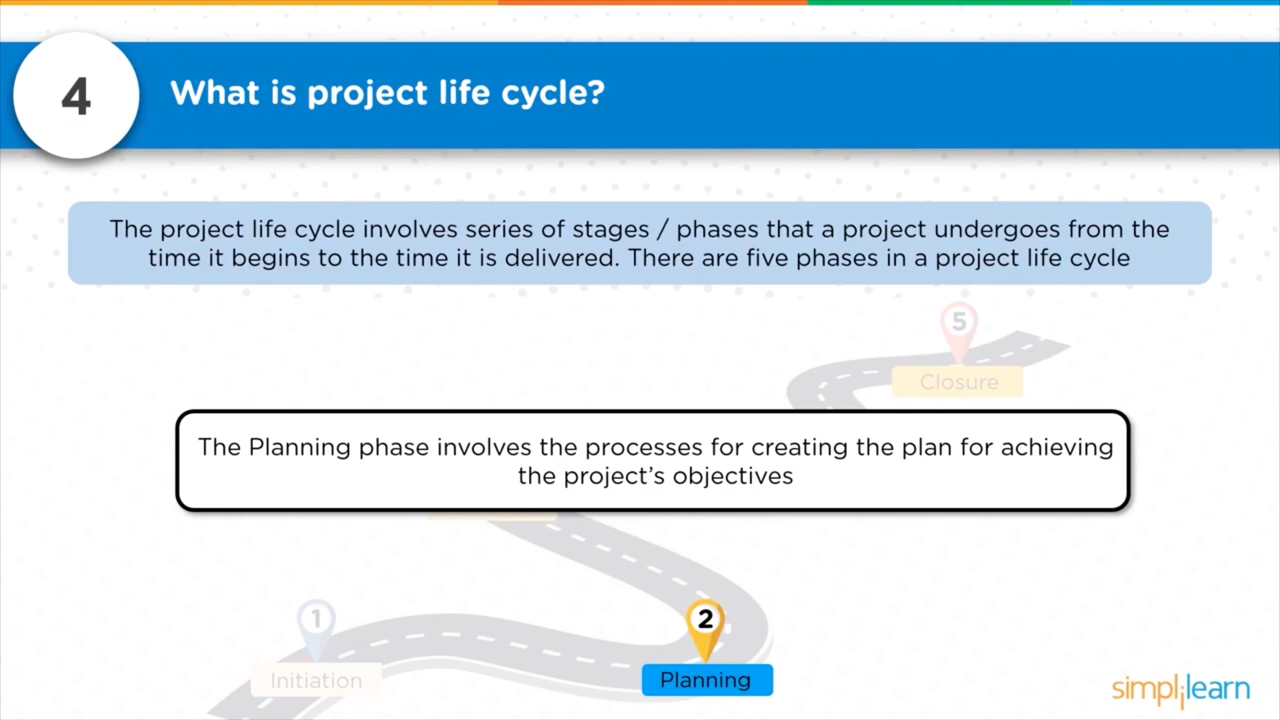 4
What is project life cycle?
The project life cycle involves series of stages / phases that a project undergoes from the
time it begins to the time it is delivered. There are five phases in a project life cycle
5
Closure
The Planning phase involves the processes for creating the plan for achieving
the project's objectives
1
2
Initiation
Planning
simplilearn